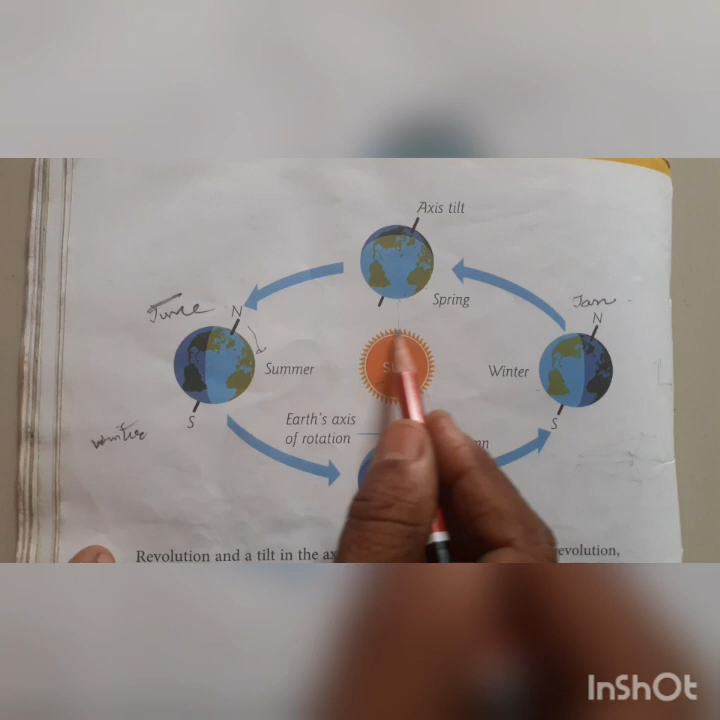 Axis tilt
Spring
June
N
Jan
N
Summer
Winter
S
S
winter
Earth's axis
of rotation
Revolution and a tilt in the
evolution,
InShOt